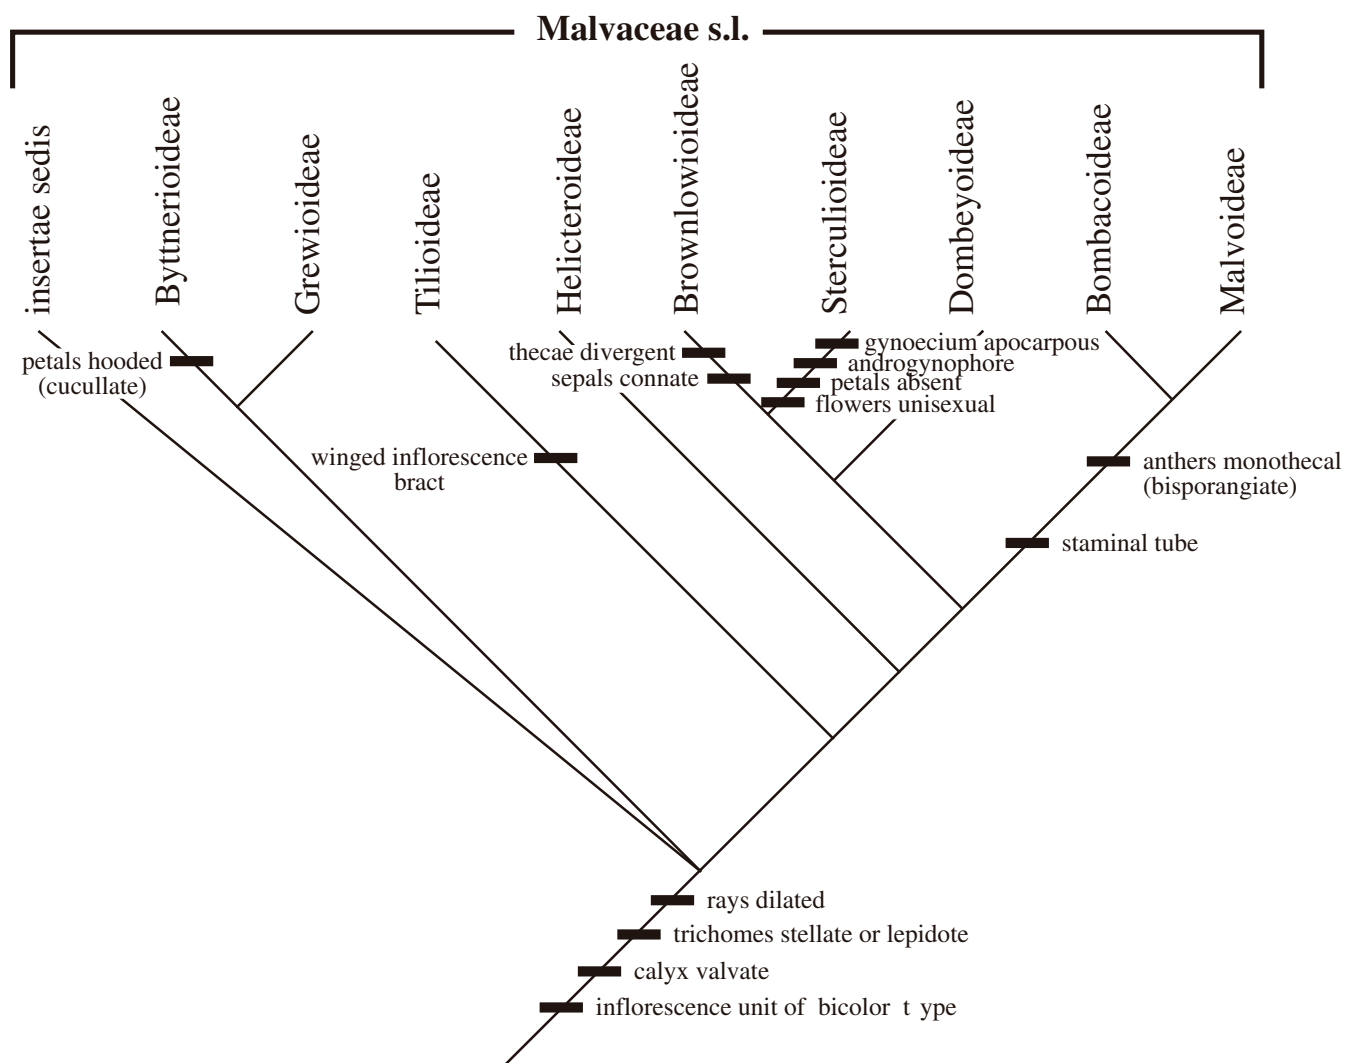 Malvaceae s.l.
insertae sedis
Byttnerioideae
Grewioideae
Tilioideae
Helicteroideae
Brownlowioideae
Sterculioideae
Dombeyoideae
Bombacoideae
Malvoideae
petals hooded
(cucullate)
thecae divergent
sepals connate
gynoecium apocarpous
androgynophore
petals absent
flowers unisexual
winged inflorescence
bract
anthers monothecal
(bisporangiate)
staminal tube
rays dilated
trichomes stellate or lepidote
calyx valvate
inflorescence unit of bicolor t ype